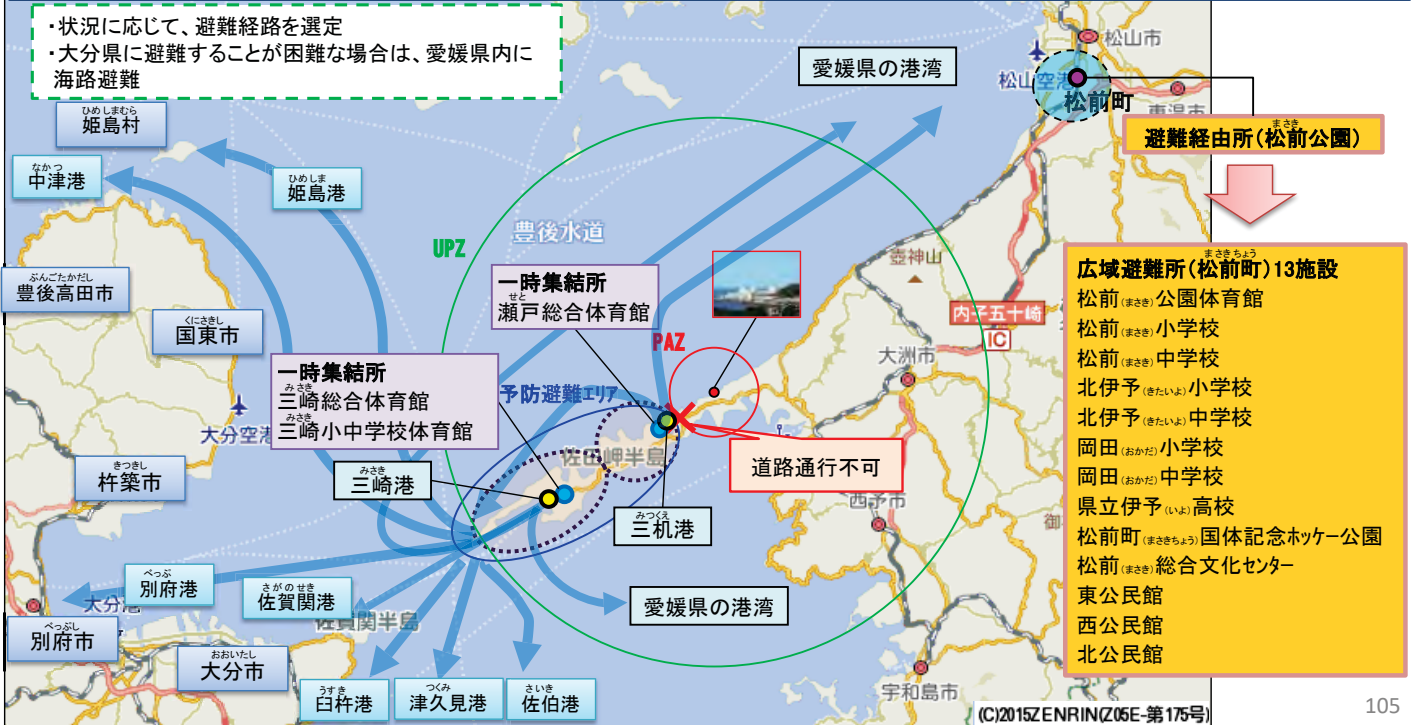 ・状況に応じて、避難経路を選定
・大分県に避難することが困難な場合は、愛媛県内に
海路避難
愛媛県の港湾
松山市
松山空港
松前町
東温市
まさき
避難経由所(松前公園)
ひめしまむら
姫島村
なかつ
中津港
ひめしま
姫島港
豊後水道
UPZ
ぶんごたかだし
豊後高田市
くにさきし
国東市
一時集結所
せと
瀬戸総合体育館
壺神山
内子五十崎
IC
PAZ
大洲市
一時集結所
みさき
三崎総合体育館
みさき
三崎小中学校体育館
予防避難エリア
大分空港
きつきし
杵築市
佐田岬半島
道路通行不可
みさき
三崎港
みつくえ
三机港
西予市
べっぷ
別府港
さがのせき
佐賀関港
佐賀関半島
愛媛県の港湾
べっぷし
別府市
おおいたし
大分市
うすき
臼杵港
つくみ
津久見港
さいき
佐伯港
宇和島市
まさきちょう
広域避難所(松前町)13施設
松前(まさき)公園体育館
松前(まさき)小学校
松前(まさき)中学校
北伊予(きたいよ)小学校
北伊予(きたいよ)中学校
岡田(おかだ)小学校
岡田(おかだ)中学校
県立伊予(いよ)高校
松前町(まさきちょう)国体記念ホッケー公園
松前(まさき)総合文化センター
東公民館
西公民館
北公民館
(C)2015ZENRIN(Z05E-第175号)
105